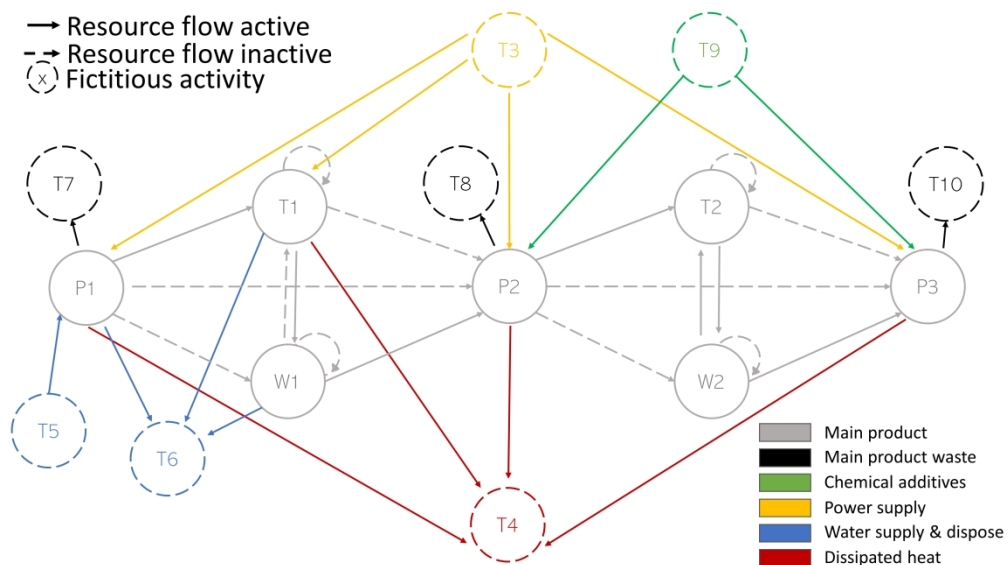 Resource flow active
Resource flow inactive
x Fictitious activity
T3
T9
T7
T8
T10
T1
T2
P1
P2
P3
W1
W2
T5
T6
T4
Main product
Main product waste
Chemical additives
Power supply
Water supply & dispose
Dissipated heat